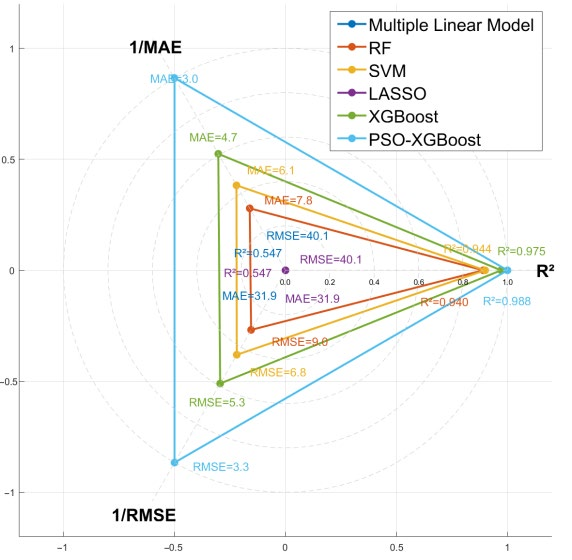 Multiple Linear Model
RF
SVM
LASSO
XGBoost
PSO-XGBoost
1/MAE
1
MAE=3.0
MAE=4.7
0.5
MAE=6.1
MAE=7.8
RMSE=40.1
R²=0.547
RMSE=40.1
R²=0.944
R²=0.975
R²=0.547
0
0.0
0.2
0.4
0.6
0.8
1.0
R²
MAE=31.9
MAE=31.9
R²=0.940
R²=0.988
RMSE=9.0
−0.5
RMSE=6.8
RMSE=5.3
RMSE=3.3
−1
1/RMSE
−1
−0.5
0
0.5
1